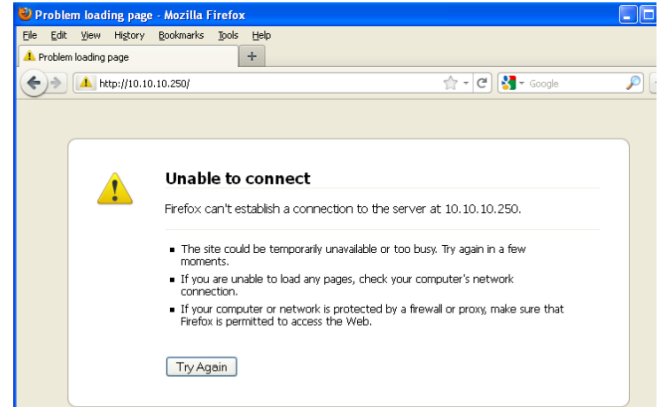 Problem loading page - Mozilla Firefox
File Edit View History Bookmarks Tools Help
Problem loading page +
http://10.10.10.250/ Google
Unable to connect
Firefox can't establish a connection to the server at 10.10.10.250.
The site could be temporarily unavailable or too busy. Try again in a few
moments.
If you are unable to load any pages, check your computer's network
connection.
If your computer or network is protected by a firewall or proxy, make sure that
Firefox is permitted to access the Web.
Try Again